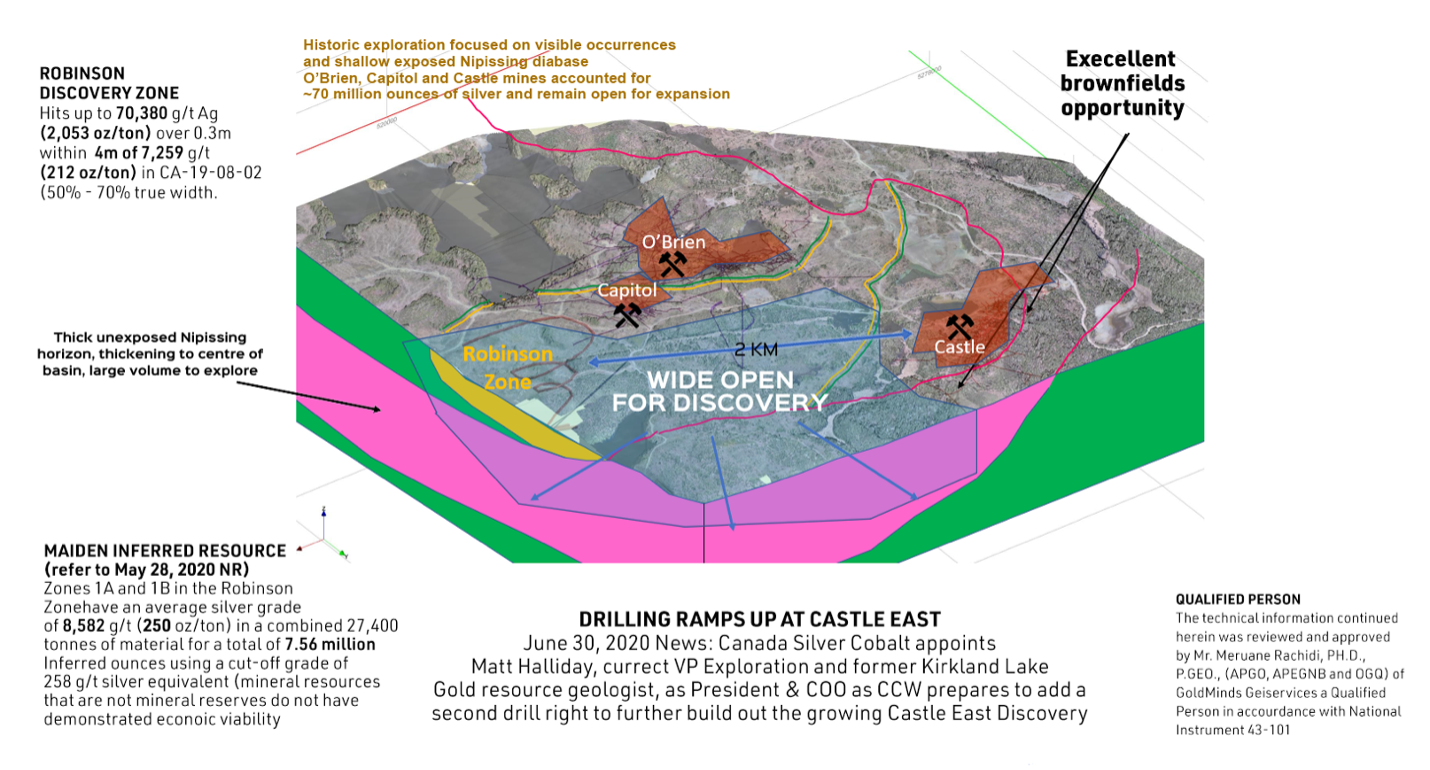 Historic exploration focused on visible occurrences
and shallow exposed Nipissing diabase
O'Brien, Capitol and Castle mines accounted for
~70 million ounces of silver and remain open for expansion
ROBINSON
DISCOVERY ZONE
Hits up to 70,380 g/t Ag
(2,053 oz/ton) over 0.3m
within 4m of 7,259 g/t
(212 oz/ton) in CA-19-08-02
(50% - 70% true width.
Execellent
brownfields
opportunity
O'Brien
Capitol
Castle
Robinson
Zone
2 KM
WIDE OPEN
FOR DISCOVERY
Thick unexposed Nipissing
horizon, thickening to centre of
basin, large volume to explore
MAIDEN INFERRED RESOURCE
(refer to May 28, 2020 NR)
Zones 1A and 1B in the Robinson
Zonehave an average silver grade
of 8,582 g/t (250 oz/ton) in a combined 27,400
tonnes of material for a total of 7.56 million
Inferred ounces using a cut-off grade of
258 g/t silver equivalent (mineral resources
that are not mineral reserves do not have
demonstrated econoic viability
DRILLING RAMPS UP AT CASTLE EAST
June 30, 2020 News: Canada Silver Cobalt appoints
Matt Halliday, currect VP Exploration and former Kirkland Lake
Gold resource geologist, as President & COO as CCW prepares to add a
second drill right to further build out the growing Castle East Discovery
QUALIFIED PERSON
The technical information continued
herein was reviewed and approved
by Mr. Meruane Rachidi, PH.D.,
P.GEO., (APGO, APEGNB and OGQ) of
GoldMinds Geiservices a Qualified
Person in accourdance with National
Instrument 43-101